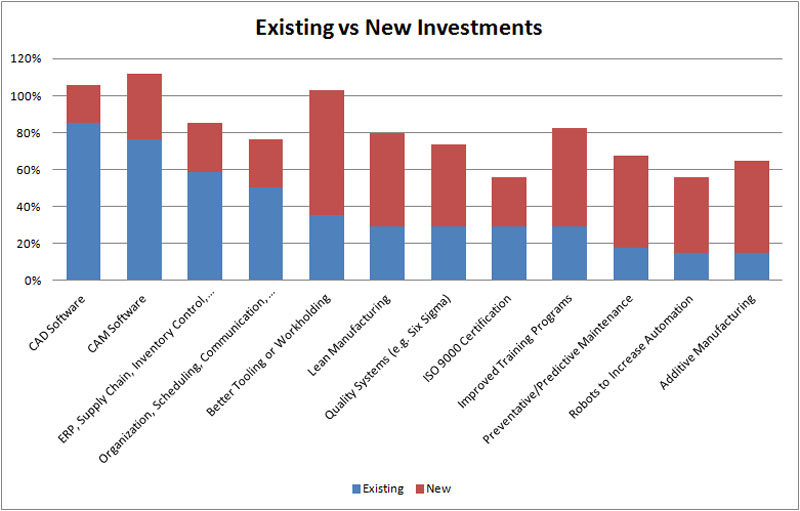 Existing vs New Investments
120%
100%
80%
60%
40%
20%
0%
CAD Software
CAM Software
ERP, Supply Chain, Inventory Control,...
Organization, Scheduling, Communication, ...
Better Tooling or Workholding
Lean Manufacturing
Quality Systems (e.g. Six Sigma)
ISO 9000 Certification
Improved Training Programs
Preventative/Predictive Maintenance
Robots to Increase Automation
Additive Manufacturing
Existing New